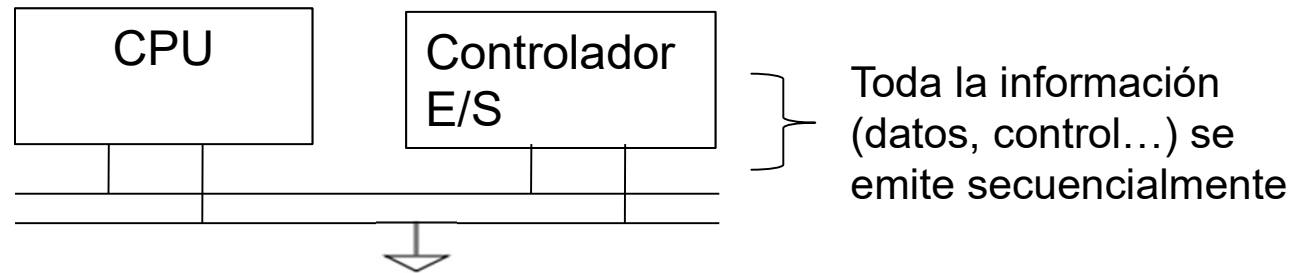 CPU
Controlador
E/S
Toda la información
(datos, control…) se
emite secuencialmente